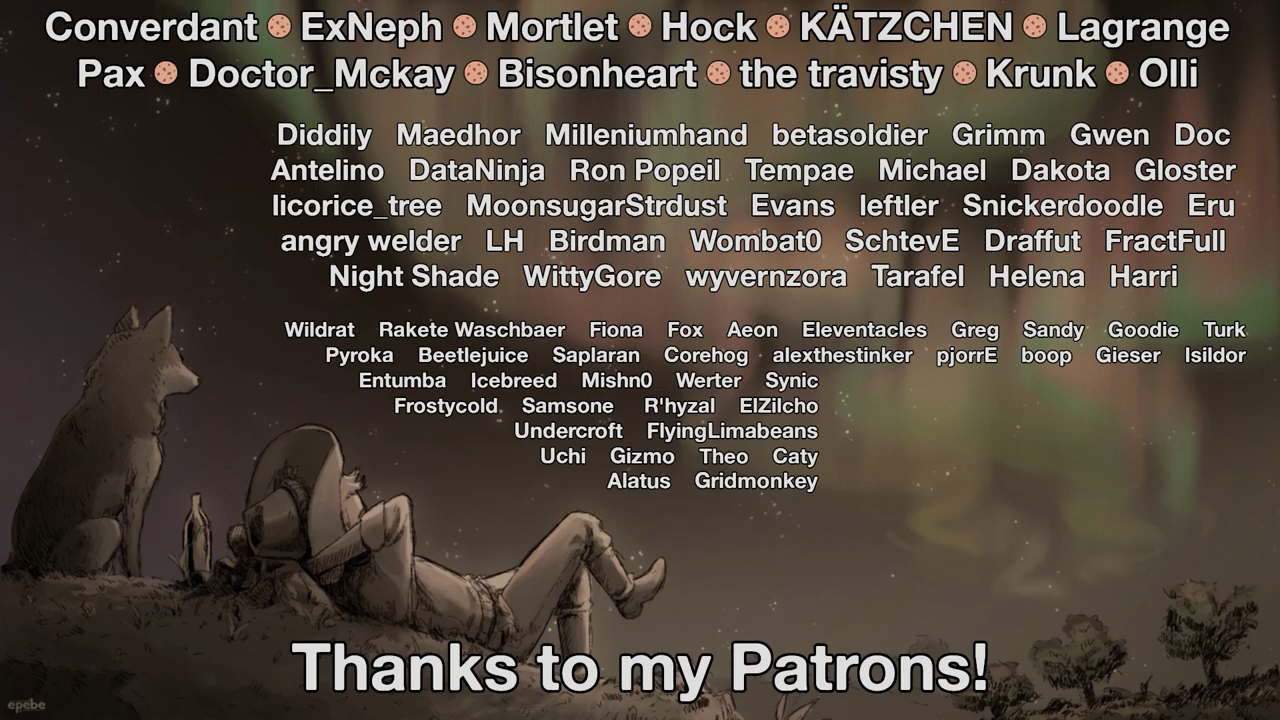 Converdant 🍪 ExNeph 🍪 Mortlet 🍪 Hock 🍪 KÄTZCHEN 🍪 Lagrange
Pax 🍪 Doctor_Mckay 🍪 Bisonheart 🍪 the travisty 🍪 Krunk 🍪 Olli
Diddily Maedhor Milleniumhand betasoldier Grimm Gwen Doc
Antelino DataNinja Ron Popeil Tempae Michael Dakota Gloster
licorice_tree MoonsugarStrdust Evans leftler Snickerdoodle Eru
angry welder LH Birdman Wombat0 SchtevE Draffut FractFull
Night Shade WittyGore wyvernzora Tarafel Helena Harri
Wildrat Rakete Waschbaer Fiona Fox Aeon Eleventacles Greg Sandy Goodie Turk
Pyroka Beetlejuice Saplaran Corehog alexthestinker pjorrE boop Gieser Isildor
Entumba Icebreed Mishn0 Werter Synic
Frostycold Samsone R'hyzal ElZilcho
Undercroft FlyingLimabeans
Uchi Gizmo Theo Caty
Alatus Gridmonkey
Thanks to my Patrons!
epebe